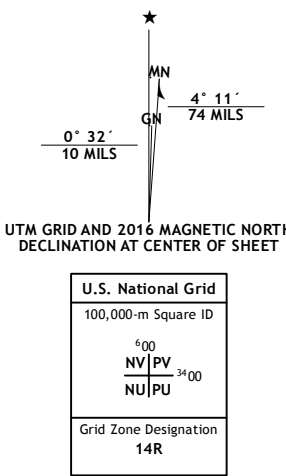 ★
MN
4° 11´
74 MILS
GN
0° 32´
10 MILS
UTM GRID AND 2016 MAGNETIC NORTH
DECLINATION AT CENTER OF SHEET
U.S. National Grid
100,000-m Square ID
⁶00
NV PV
³⁴00
NU PU
Grid Zone Designation
14R